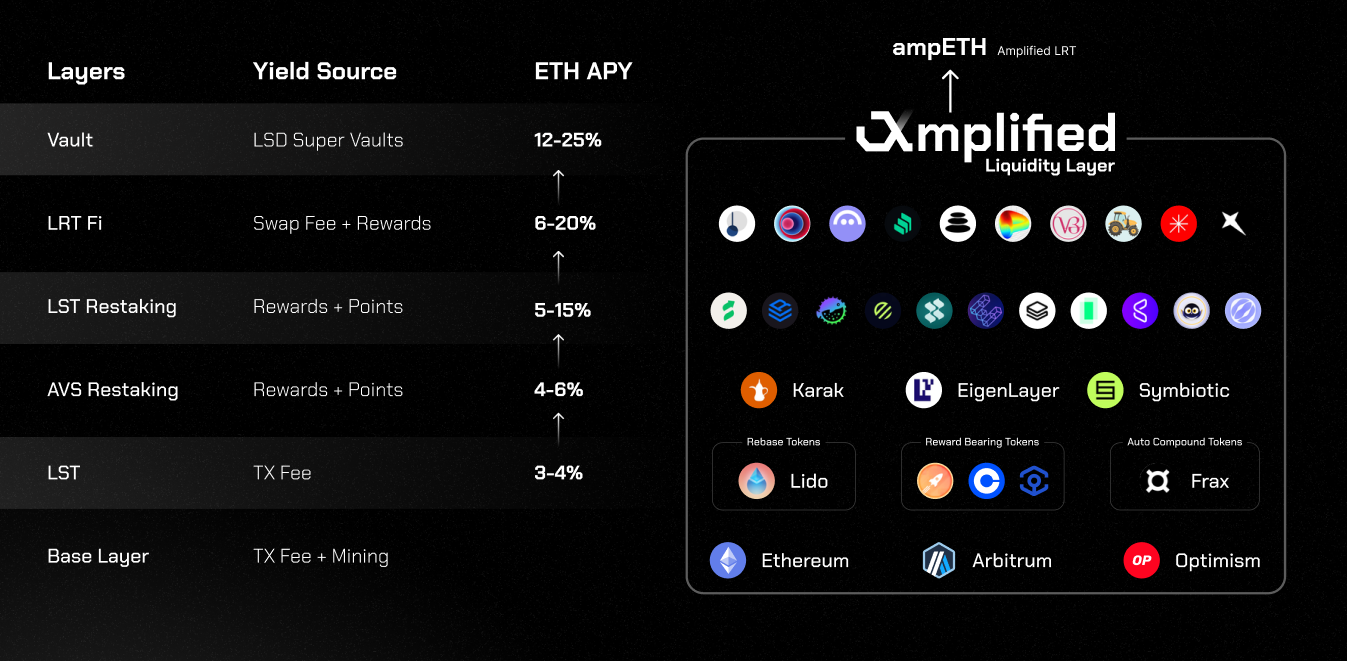 Layers Yield Source ETH APY
Vault LSD Super Vaults 12-25%
LRT Fi Swap Fee + Rewards 6-20%
LST Restaking Rewards + Points 5-15%
AVS Restaking Rewards + Points 4-6%
LST TX Fee 3-4%
Base Layer TX Fee + Mining
ampETH Amplified LRT
Amplified
Liquidity Layer
Karak EigenLayer Symbiotic
Rebase Tokens Reward Bearing Tokens Auto Compound Tokens
Lido Frax
Ethereum Arbitrum OP Optimism